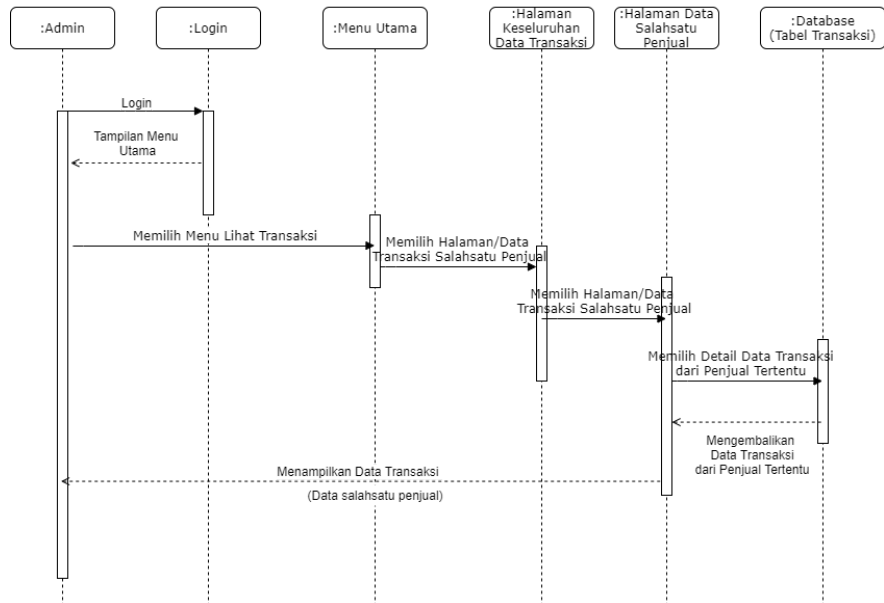 :Admin
:Login
:Menu Utama
:Halaman
Keseluruhan
Data Transaksi
:Halaman Data
Salahsatu
Penjual
:Database
(Tabel Transaksi)
Login
Tampilan Menu
Utama
Memilih Menu Lihat Transaksi
Memilih Halaman/Data
Transaksi Salahsatu Penjual
Memilih Halaman/Data
Transaksi Salahsatu Penjual
Memilih Detail Data Transaksi
dari Penjual Tertentu
Mengembalikan
Data Transaksi
dari Penjual Tertentu
Menampilkan Data Transaksi
(Data salahsatu penjual)